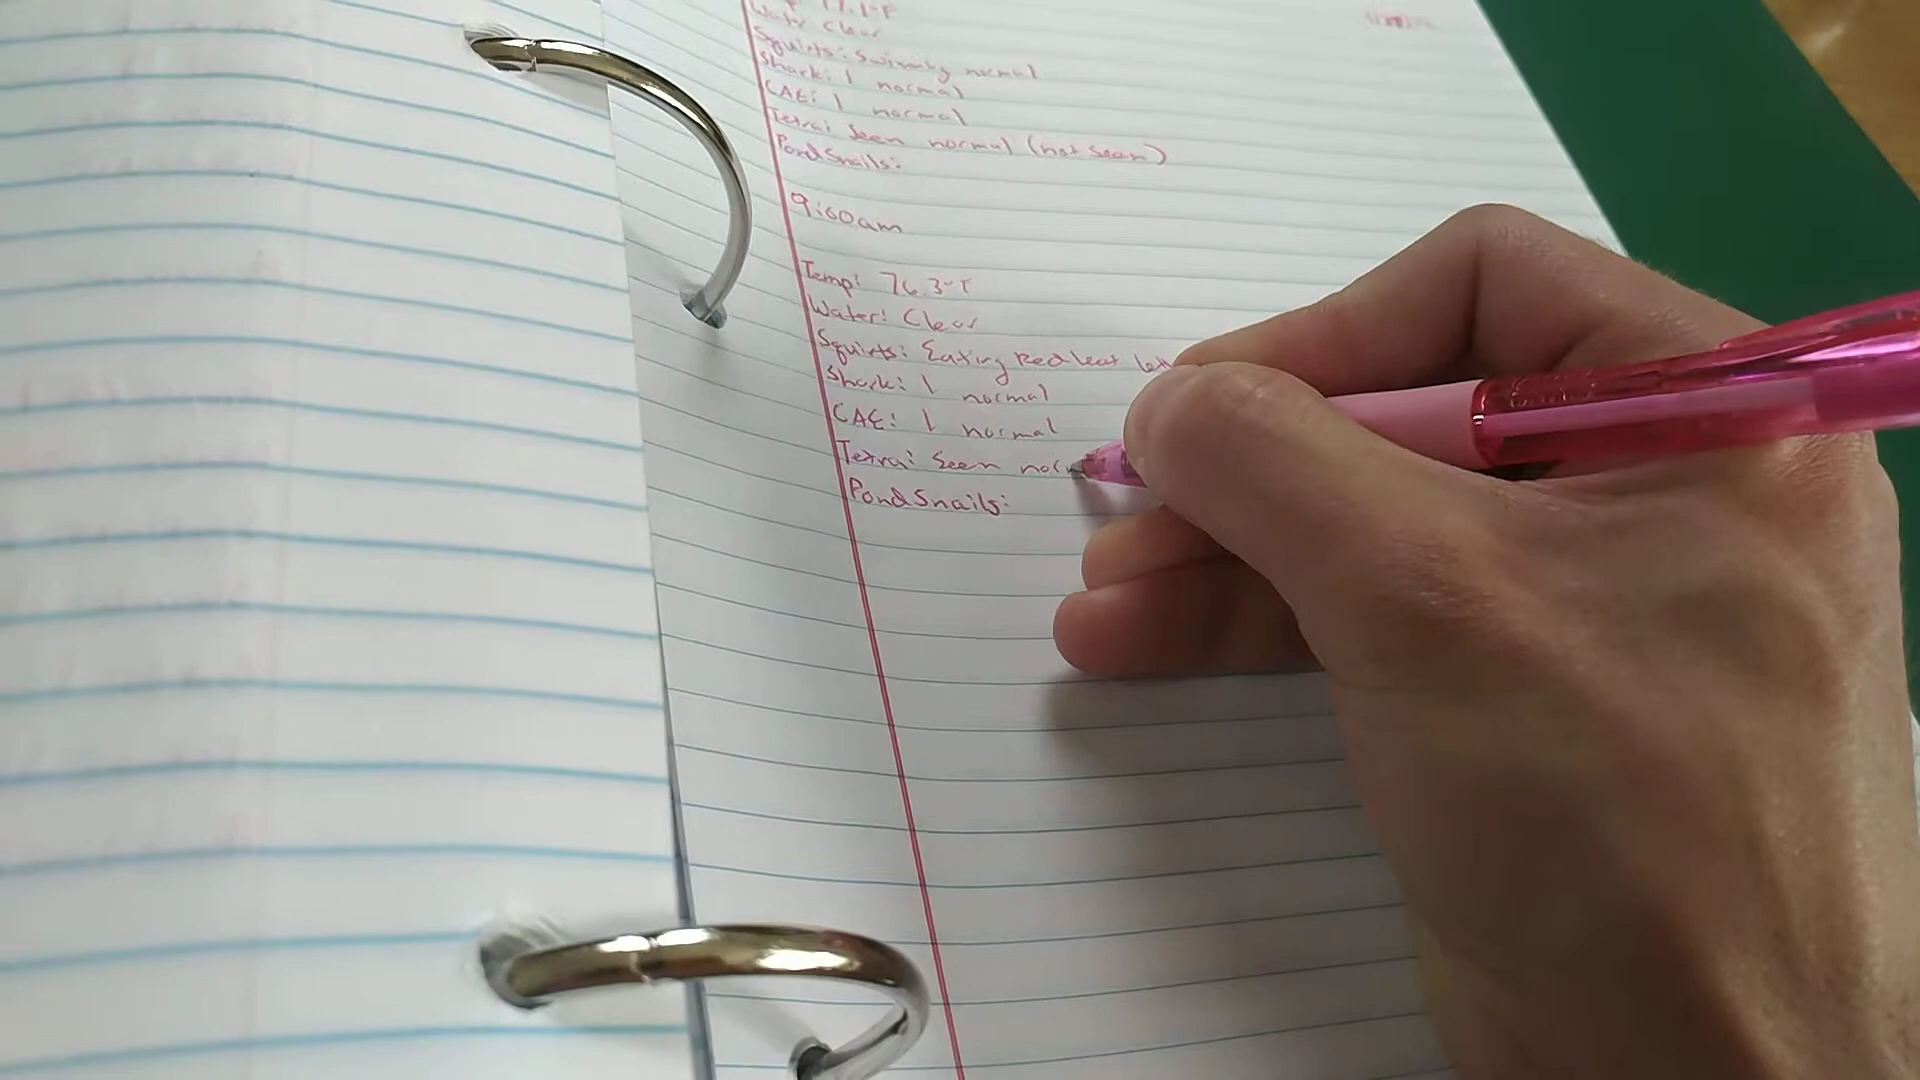 Water Clear
Squirts: Swimming normal
Shark: 1 normal
CAE: 1 normal
Tetra: Seen normal (not seen)
Pond Snails:
9:00am
Temp: 76.3°F
Water: Clear
Squirts: Eating Red leaf lett
Shark: 1 normal
CAE: 1 normal
Tetra: Seen nor
Pond Snails: